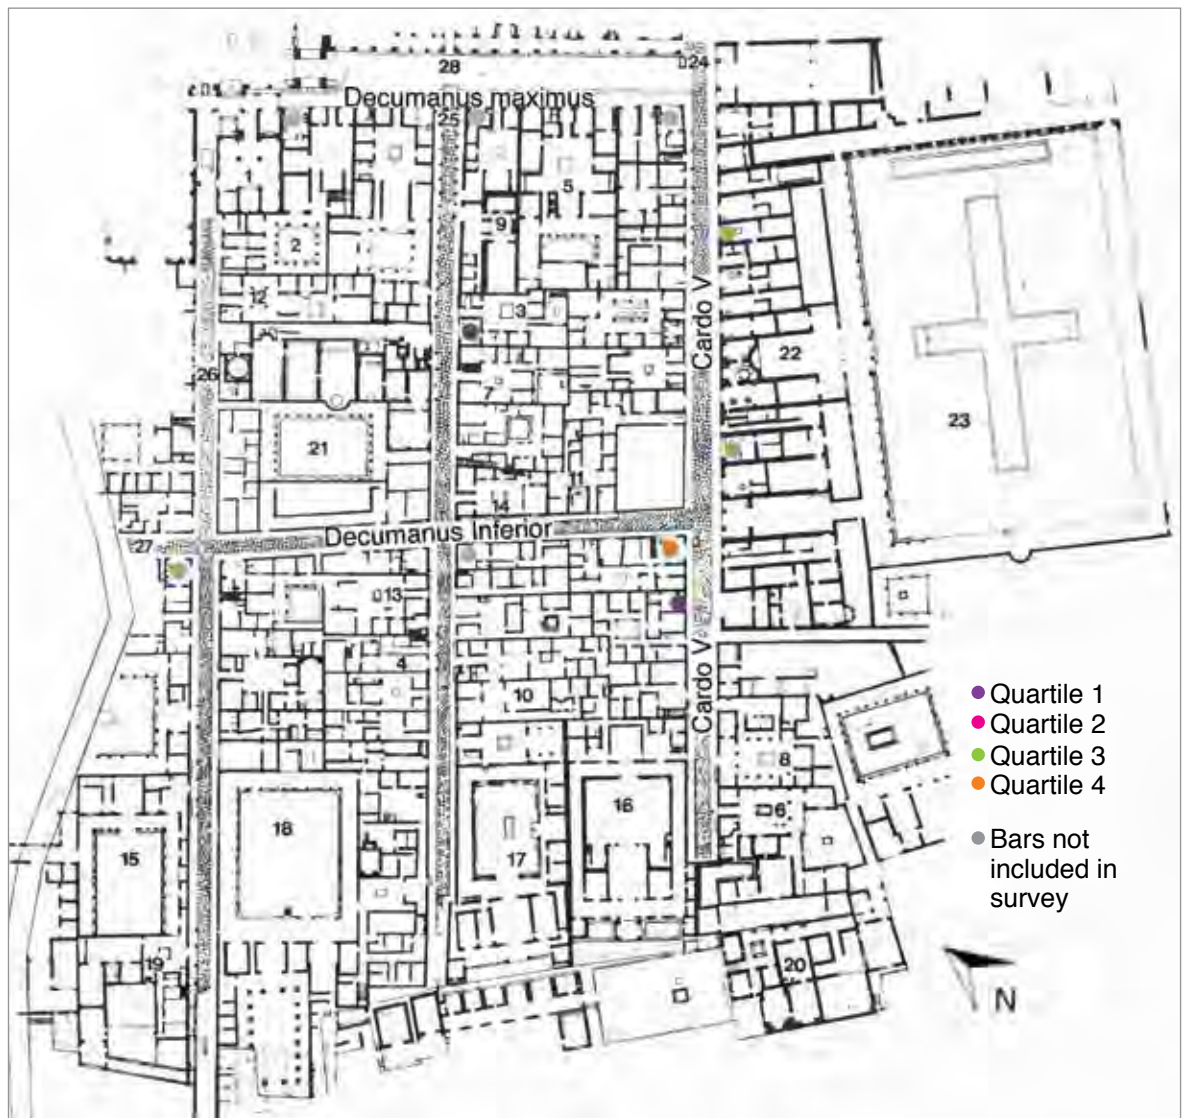 24
28
Decumanus maximus
25
1
5
9
2
12
3
Cardo V
22
26
7
23
21
14
Decumanus Inferior
27
13
4
10
Cardo V
Quartile 1
Quartile 2
Quartile 3
Quartile 4
8
6
16
18
15
17
Bars not
included in
survey
19
20
N